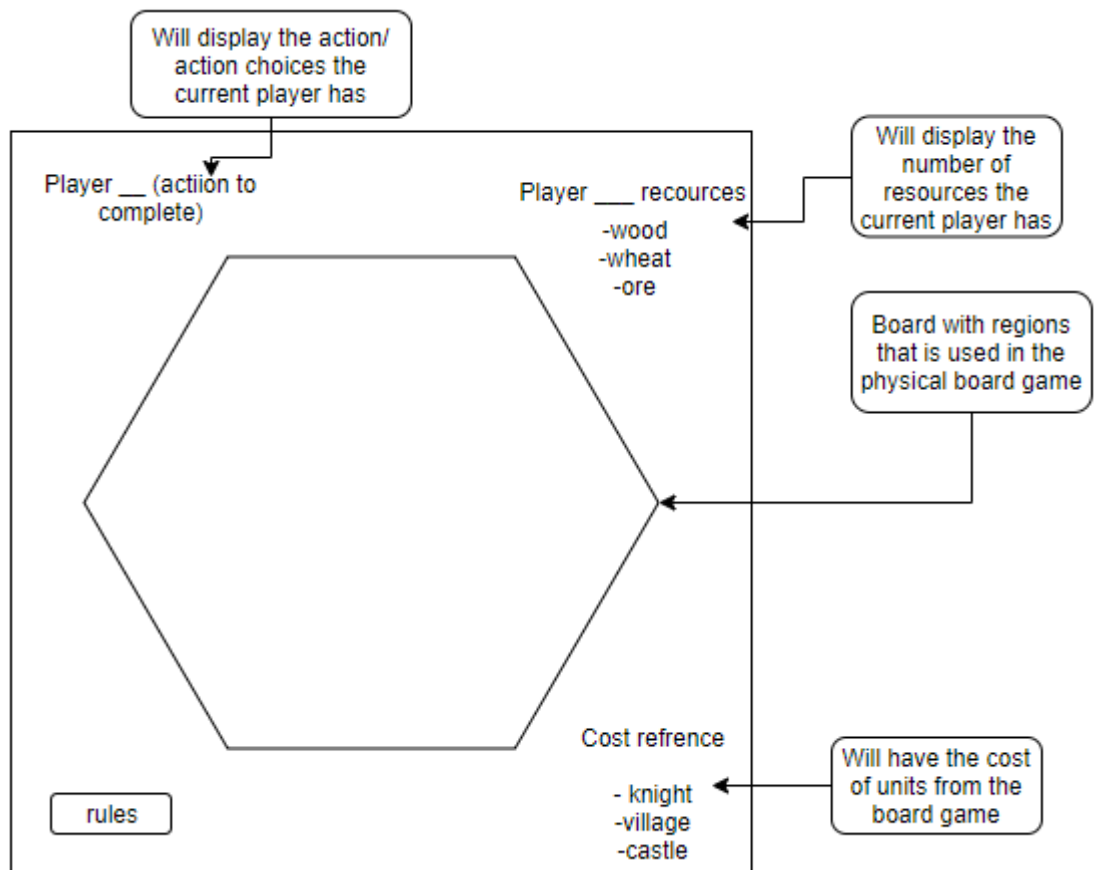 Will display the action/
action choices the
current player has
Player __ (actiion to
complete)
Player ___ recources
-wood
-wheat
-ore
Will display the
number of
resources the
current player has
Board with regions
that is used in the
physical board game
Cost refrence
- knight
-village
-castle
Will have the cost
of units from the
board game
rules